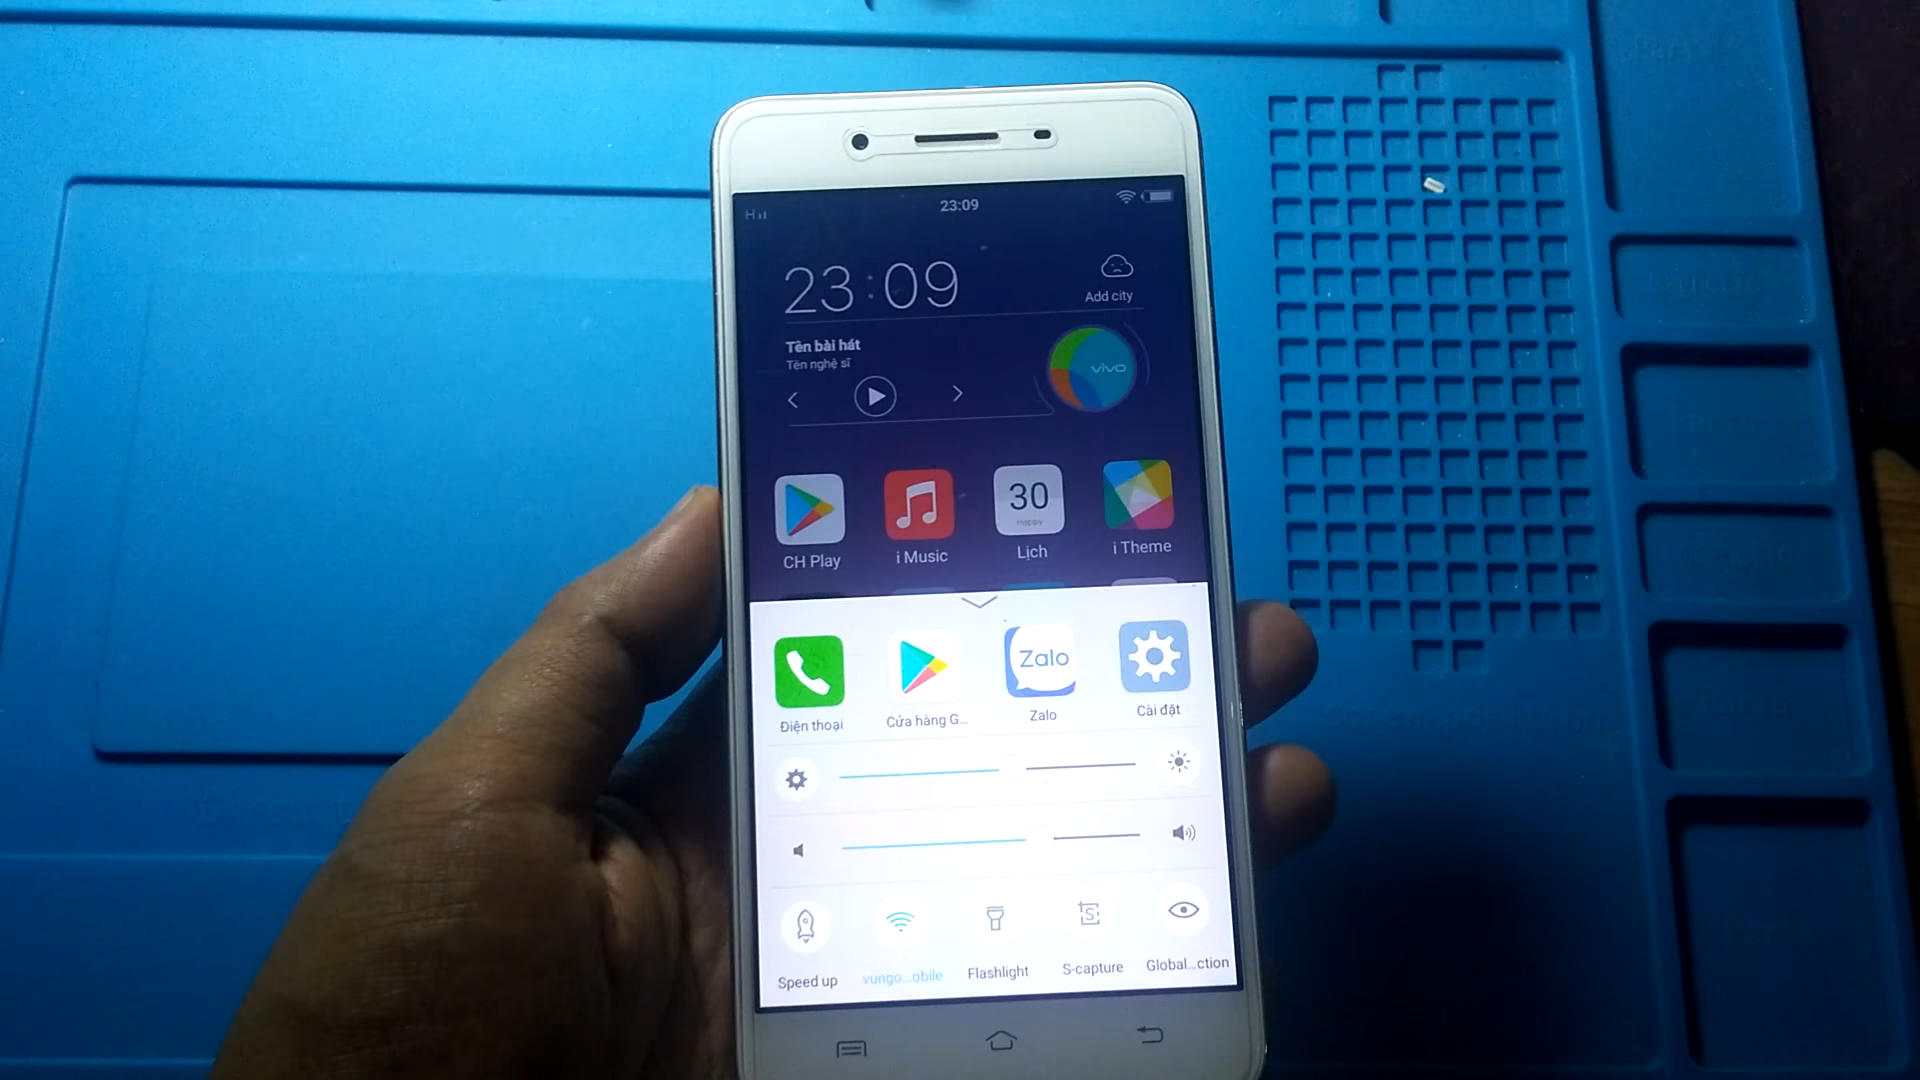 H
23:09
23:09
Add city
Tên bài hát
Tên nghệ sĩ
vivo
30
CH Play
i Music
Lịch
i Theme
Zalo
Điện thoại
Cửa hàng G...
Zalo
Cài đặt
S
Speed up
vungo...obile
Flashlight
S-capture
Global...ction